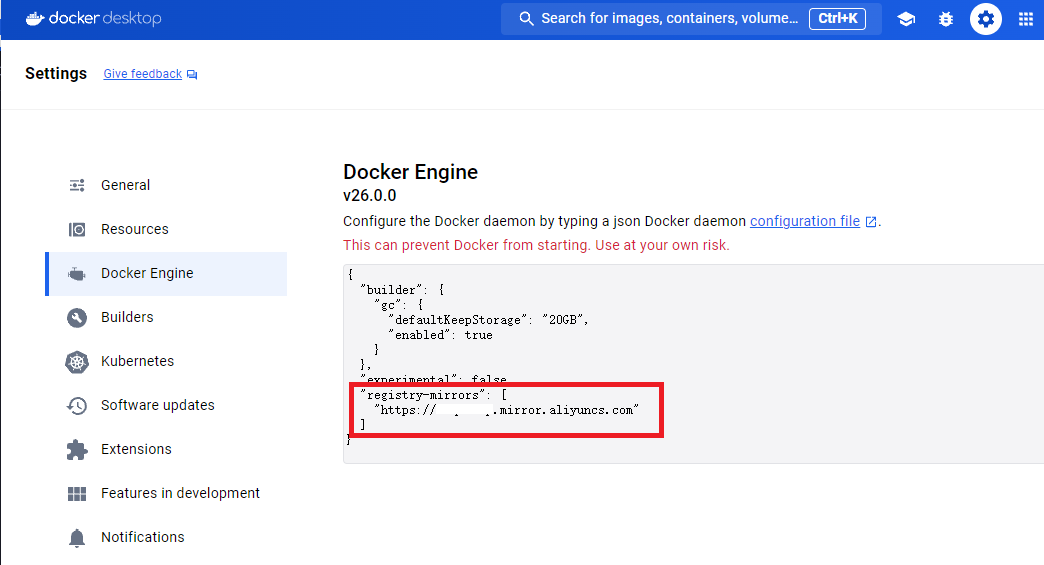 docker desktop
Search for images, containers, volume... Ctrl+K
Settings Give feedback
General
Resources
Docker Engine
Builders
Kubernetes
Software updates
Extensions
Features in development
Notifications
Docker Engine
v26.0.0
Configure the Docker daemon by typing a json Docker daemon configuration file .
This can prevent Docker from starting. Use at your own risk.
{
"builder": {
"gc": {
"defaultKeepStorage": "20GB",
"enabled": true
}
},
"experimental": false
"registry-mirrors": [
"https:// .mirror.aliyuncs.com"
]
}